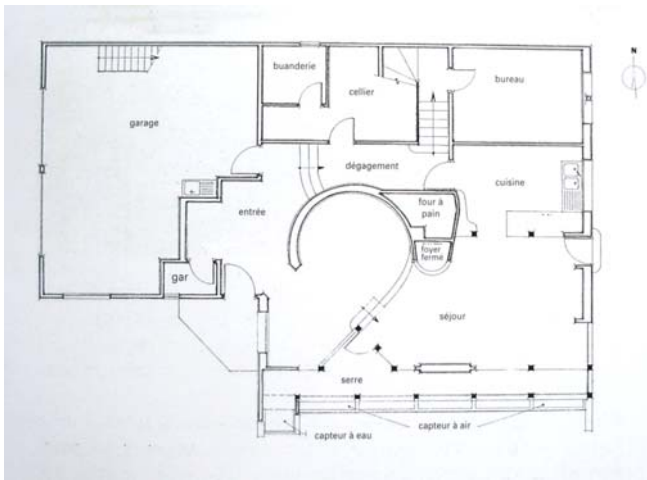 N
buanderie
bureau
cellier
garage
dégagement
cuisine
entrée
four à
pain
foyer
fermé
gar
séjour
serre
capteur à air
capteur à eau